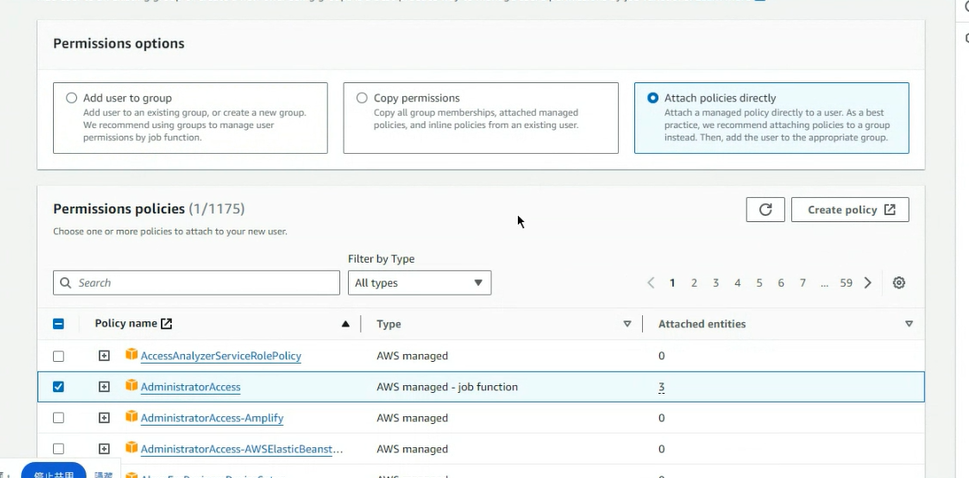 Permissions options
Add user to group
Add user to an existing group, or create a new group.
We recommend using groups to manage user
permissions by job function.
Copy permissions
Copy all group memberships, attached managed
policies, and inline policies from an existing user.
Attach policies directly
Attach a managed policy directly to a user. As a best
practice, we recommend attaching policies to a group
instead. Then, add the user to the appropriate group.
Permissions policies (1/1175)
Create policy
Choose one or more policies to attach to your new user.
Filter by Type
Search
All types
1 2 3 4 5 6 7 ... 59
Policy name
Type
Attached entities
AccessAnalyzerServiceRolePolicy
AWS managed
0
AdministratorAccess
AWS managed - job function
3
AdministratorAccess-Amplify
AWS managed
0
AdministratorAccess-AWSElasticBeanst...
AWS managed
0
停止共用
隱藏